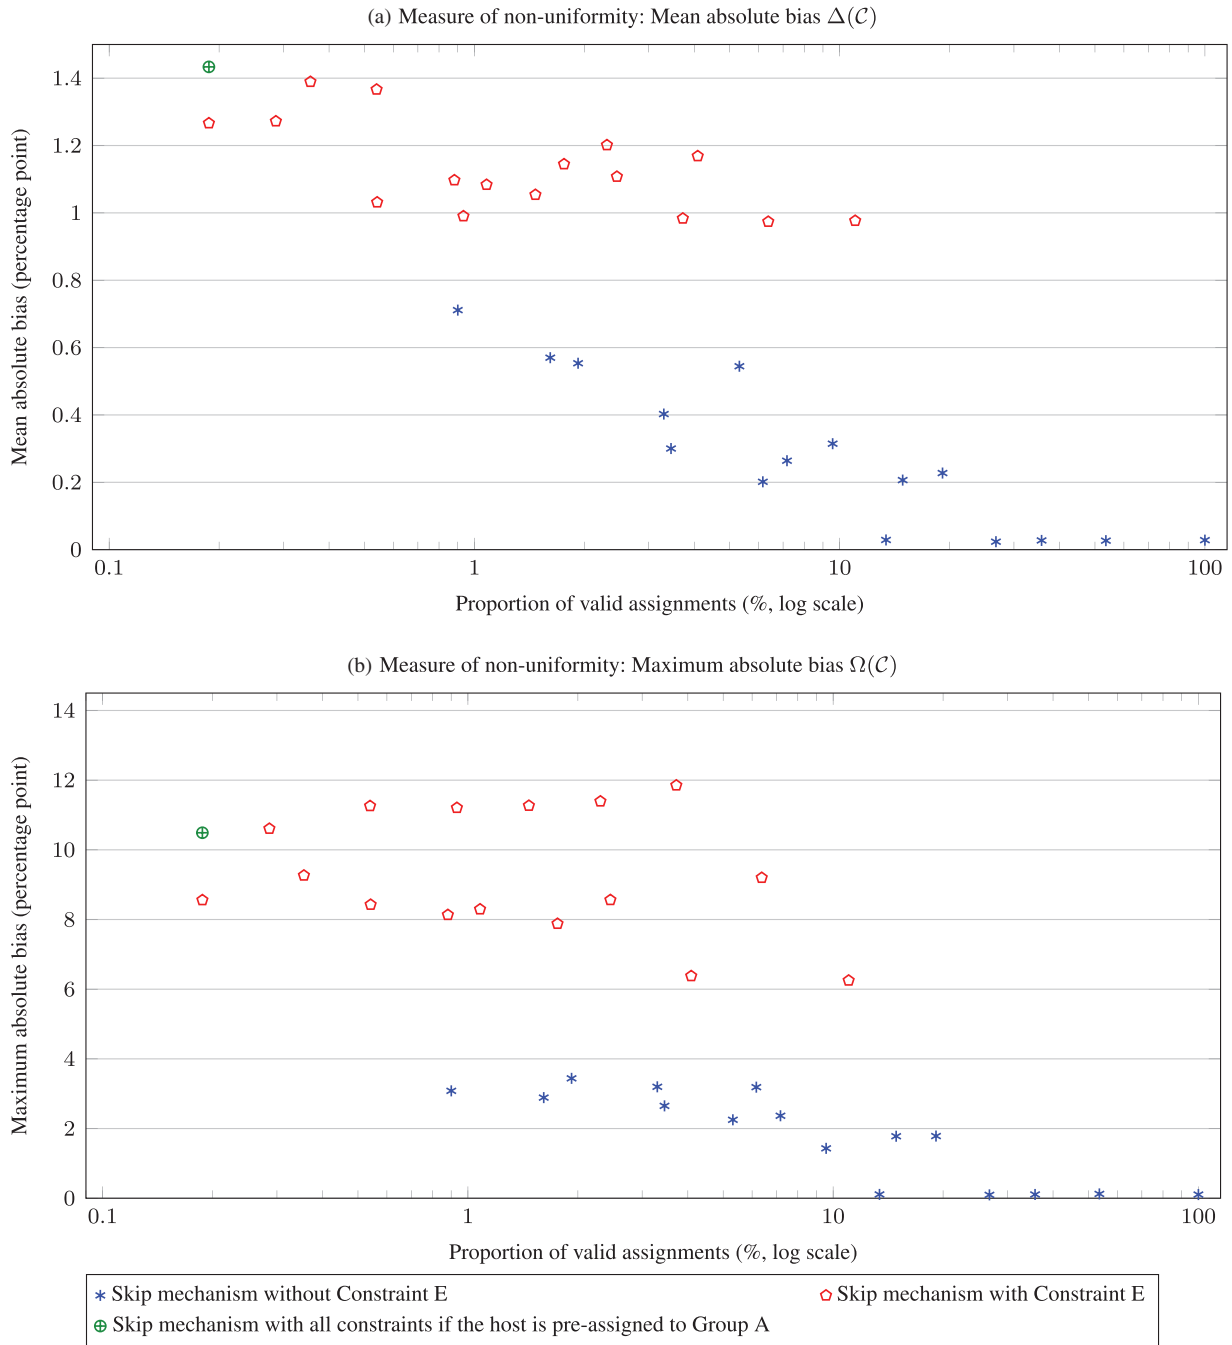 (a) Measure of non-uniformity: Mean absolute bias Δ(𝒞)
1.4
1.2
1
0.8
0.6
0.4
0.2
0
Mean absolute bias (percentage point)
0.1 1 10 100
Proportion of valid assignments (%, log scale)
(b) Measure of non-uniformity: Maximum absolute bias Ω(𝒞)
14
12
10
8
6
4
2
0
Maximum absolute bias (percentage point)
0.1 1 10 100
Proportion of valid assignments (%, log scale)
Skip mechanism without Constraint E
Skip mechanism with Constraint E
Skip mechanism with all constraints if the host is pre-assigned to Group A